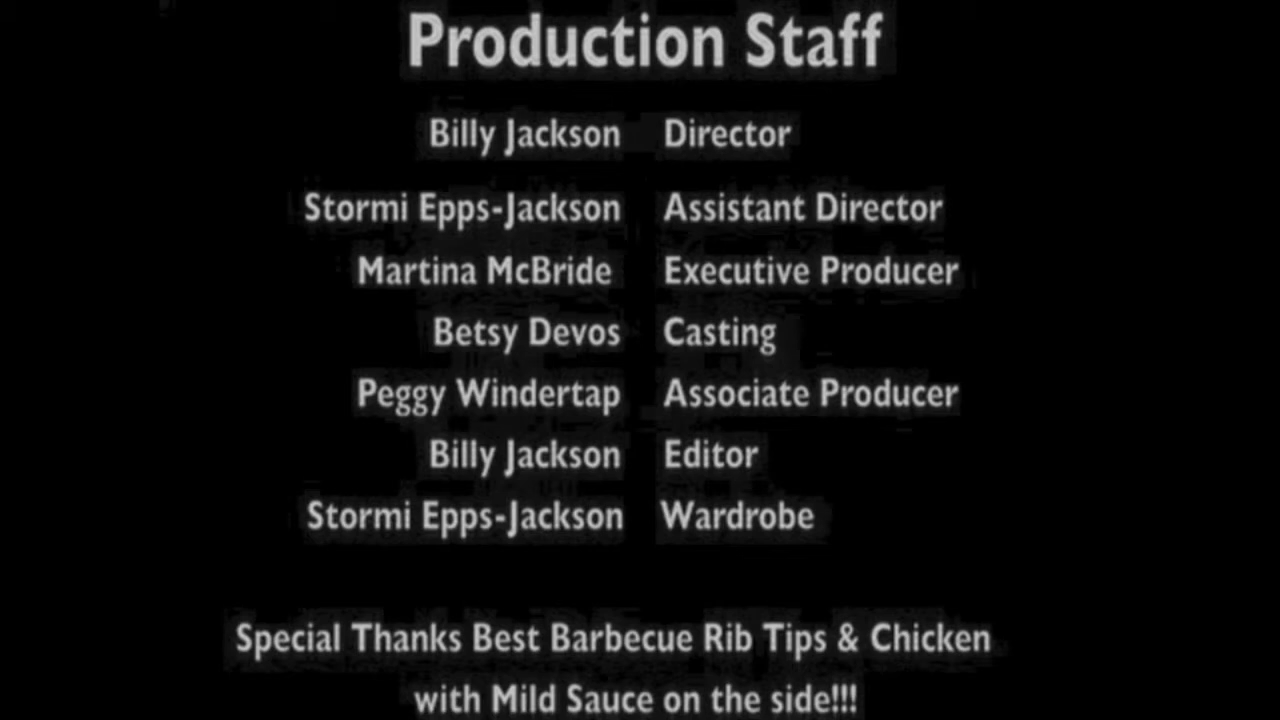 Production Staff
Billy Jackson Director
Stormi Epps-Jackson Assistant Director
Martina McBride Executive Producer
Betsy Devos Casting
Peggy Windertap Associate Producer
Billy Jackson Editor
Stormi Epps-Jackson Wardrobe
Special Thanks Best Barbecue Rib Tips & Chicken
with Mild Sauce on the side!!!